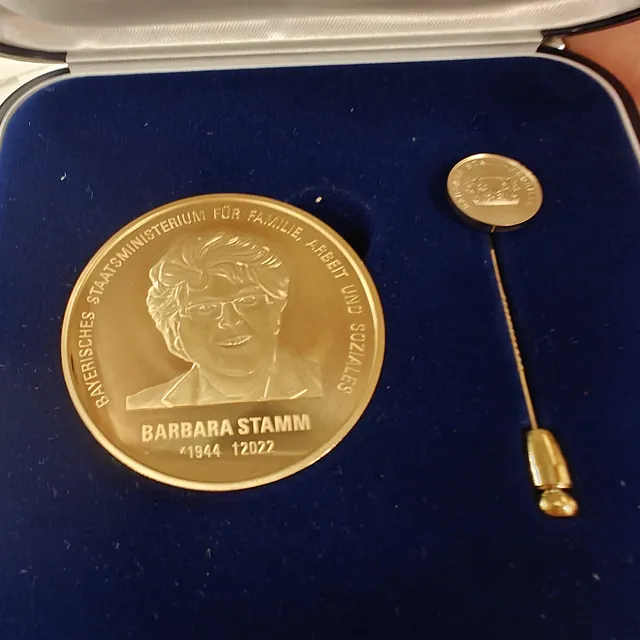 BAYERISCHES STAATSMINISTERIUM FÜR FAMILIE, ARBEIT UND SOZIALES
BARBARA STAMM
*1944 †2022